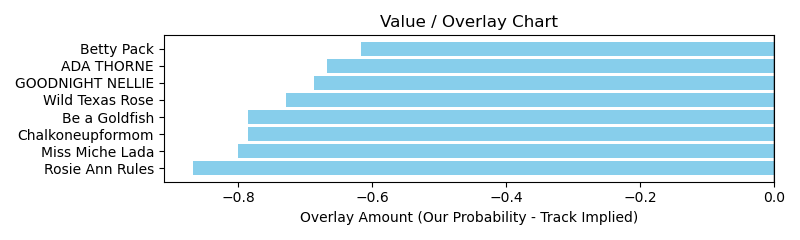 Value / Overlay Chart
Betty Pack
ADA THORNE
GOODNIGHT NELLIE
Wild Texas Rose
Be a Goldfish
Chalkoneupformom
Miss Miche Lada
Rosie Ann Rules
−0.8 −0.6 −0.4 −0.2 0.0
Overlay Amount (Our Probability - Track Implied)